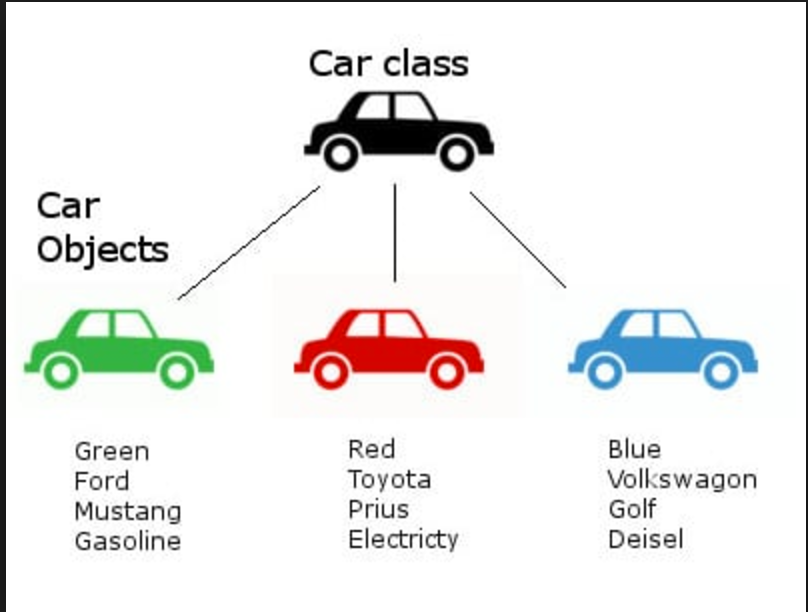 Car class
Car
Objects
Green
Ford
Mustang
Gasoline
Red
Toyota
Prius
Electricty
Blue
Volkswagon
Golf
Deisel